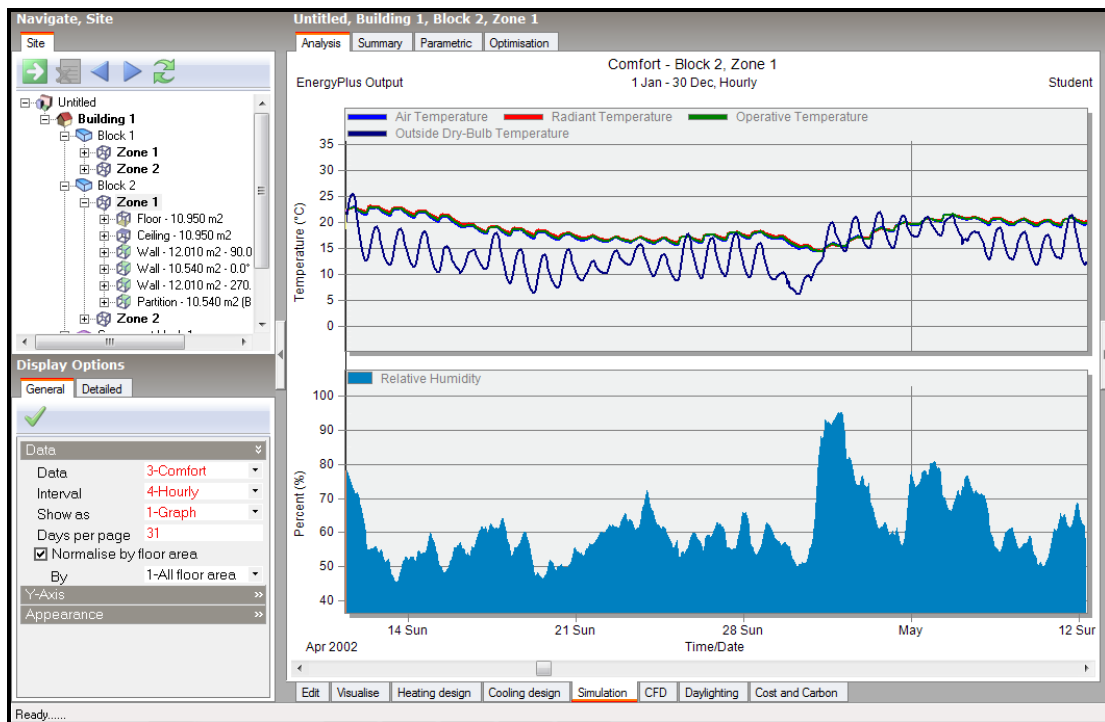 Navigate, Site
Site
Untitled
Building 1
Block 1
Zone 1
Zone 2
Block 2
Zone 1
Floor - 10.950 m2
Ceiling - 10.950 m2
Wall - 12.010 m2 - 90.0
Wall - 10.540 m2 - 0.0°
Wall - 12.010 m2 - 270.
Partition - 10.540 m2 (B
Zone 2
Display Options
General Detailed
Data
Data 3-Comfort
Interval 4-Hourly
Show as 1-Graph
Days per page 31
Normalise by floor area
By 1-All floor area
Y-Axis
Appearance
Untitled, Building 1, Block 2, Zone 1
Analysis Summary Parametric Optimisation
Comfort - Block 2, Zone 1
EnergyPlus Output 1 Jan - 30 Dec, Hourly Student
Air Temperature Radiant Temperature Operative Temperature
Outside Dry-Bulb Temperature
Temperature (°C)
35
30
25
20
15
10
5
0
Relative Humidity
Percent (%)
100
90
80
70
60
50
40
14 Sun 21 Sun 28 Sun May 12 Sun
Apr 2002 Time/Date
Edit Visualise Heating design Cooling design Simulation CFD Daylighting Cost and Carbon
Ready......